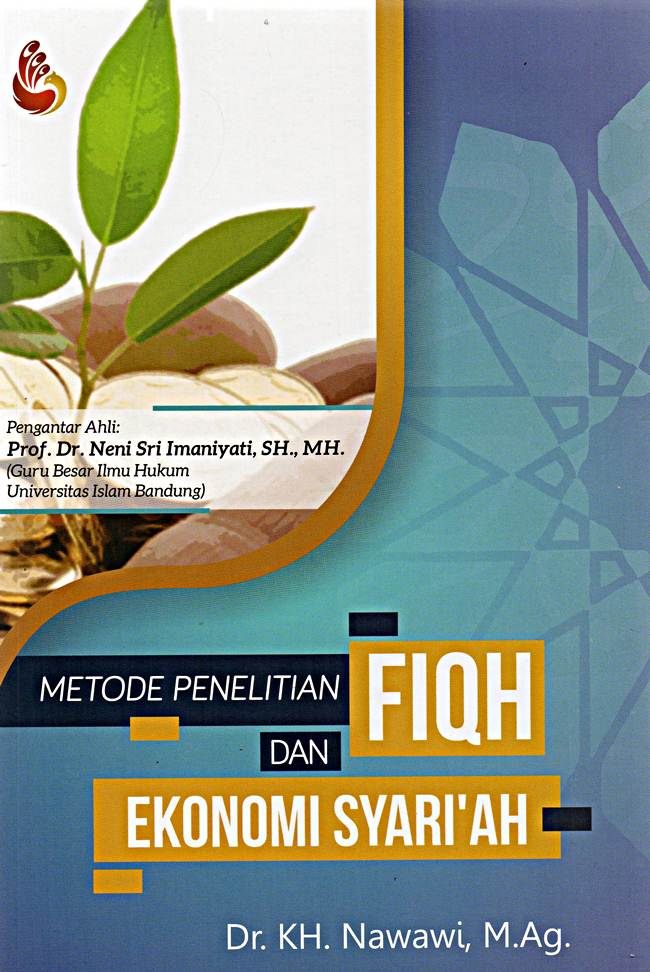 Pengantar Ahli:
Prof. Dr. Neni Sri Imaniyati, SH., MH.
(Guru Besar Ilmu Hukum
Universitas Islam Bandung)
METODE PENELITIAN FIQH
DAN
EKONOMI SYARI'AH
Dr. KH. Nawawi, M.Ag.